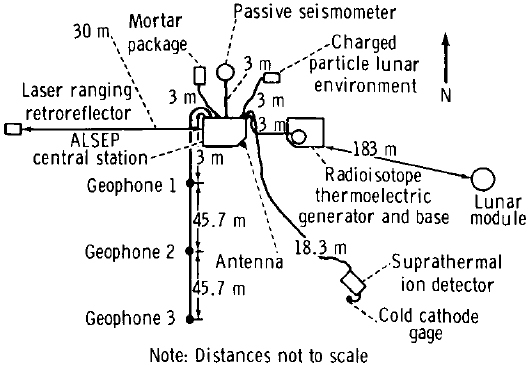 Passive seismometer
Mortar
package
30 m
3 m
Charged
particle lunar
environment
N
Laser ranging
retroreflector
3 m
3 m
3 m
ALSEP
central station
3 m
183 m
Radioisotope
thermoelectric
generator and base
Lunar
module
Geophone 1
45.7 m
Geophone 2
18.3 m
Antenna
Suprathermal
ion detector
45.7 m
Geophone 3
Cold cathode
gage
Note: Distances not to scale